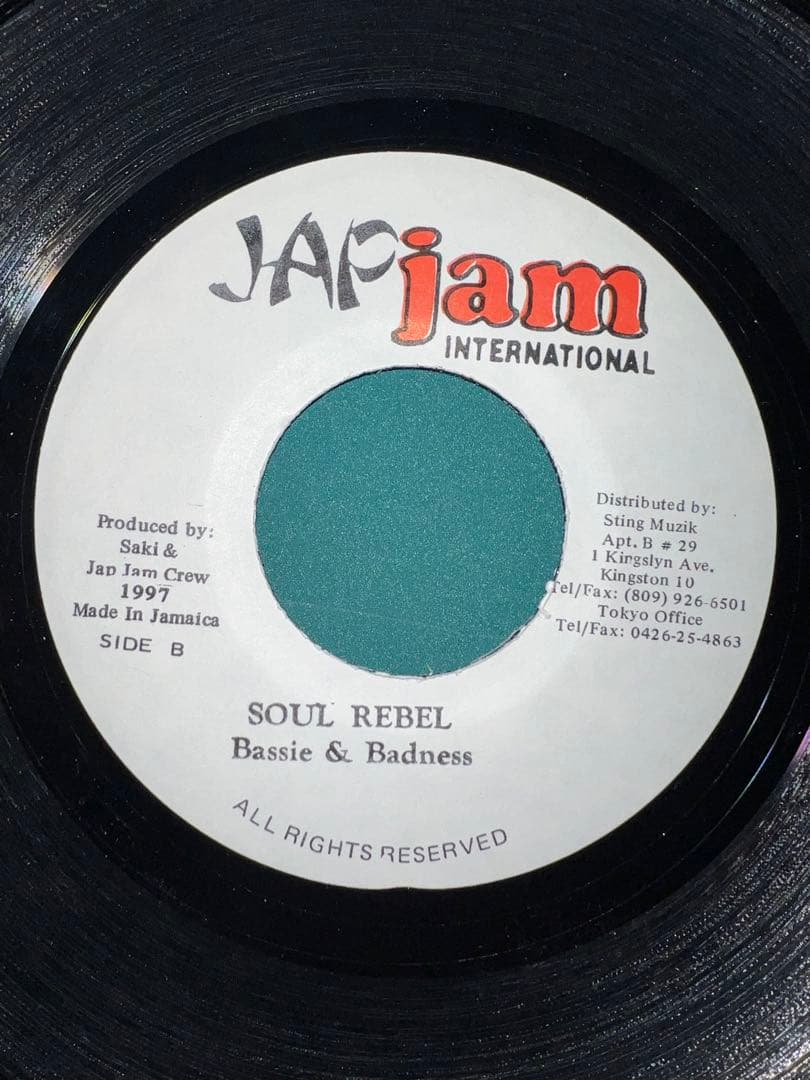 JAP jam
INTERNATIONAL
Produced by:
Saki &
Jap Jam Crew
1997
Made In Jamaica
SIDE B
Distributed by:
Sting Muzik
Apt. B # 29
1 Kingslyn Ave.
Kingston 10
Tel/Fax: (809) 926-6501
Tokyo Office
Tel/Fax: 0426-25-4863
SOUL REBEL
Bassie & Badness
ALL RIGHTS RESERVED